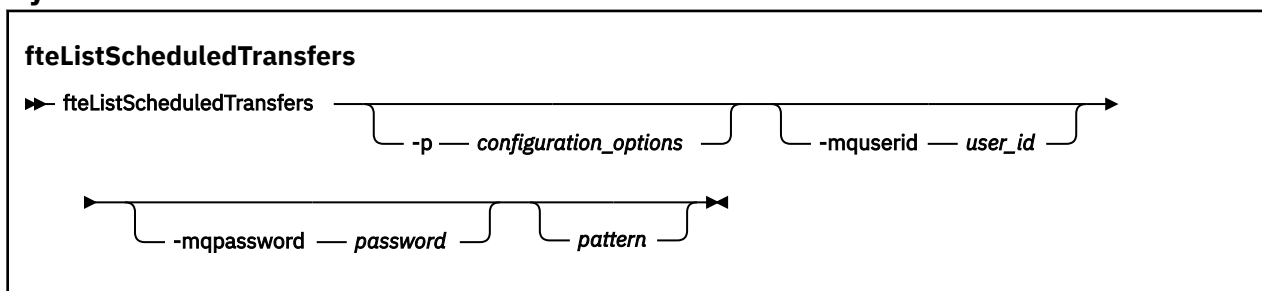 fteListScheduledTransfers
fteListScheduledTransfers
-p configuration_options -mquserid user_id
-mqpassword password pattern